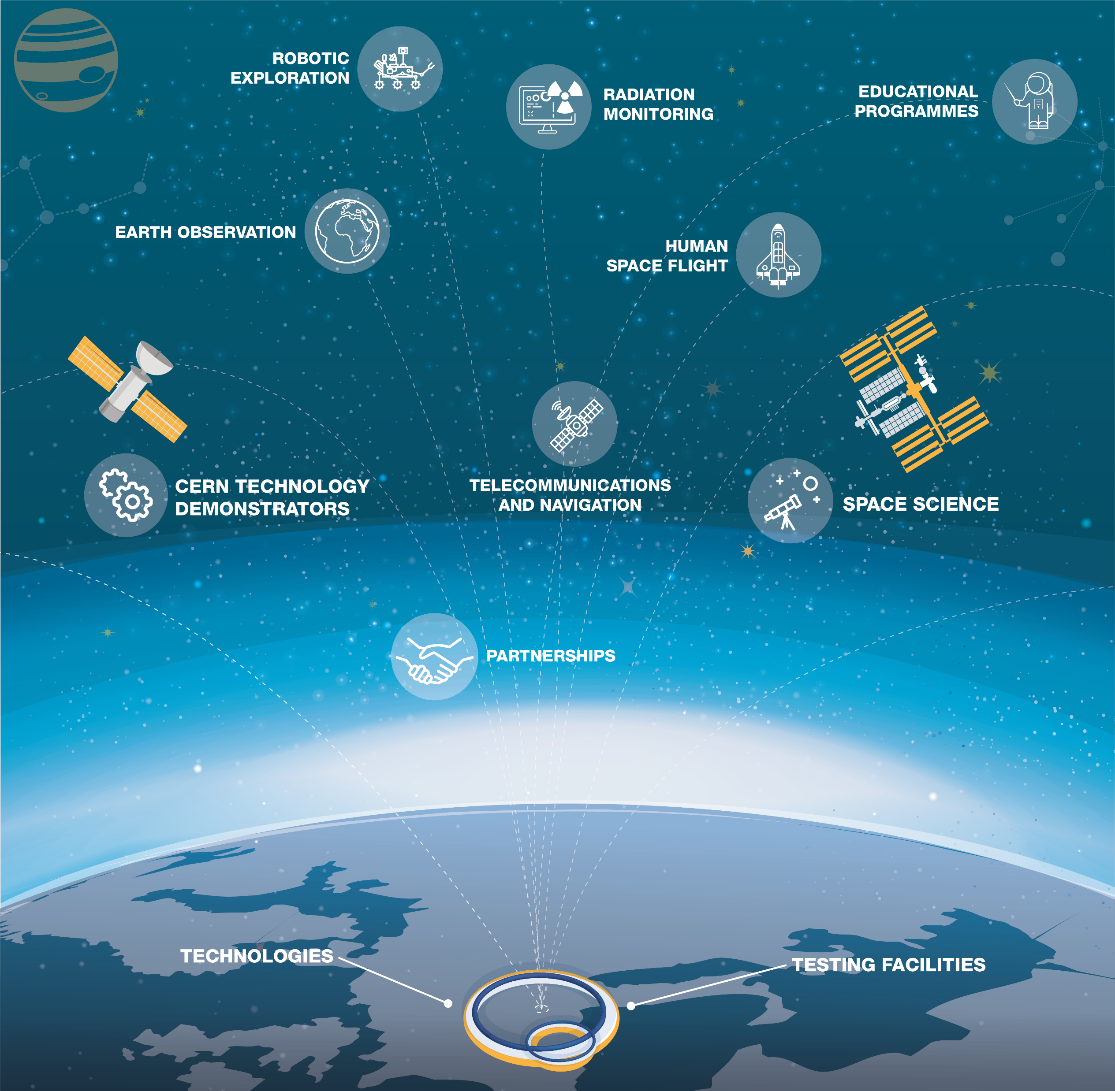 ROBOTIC
EXPLORATION
RADIATION
MONITORING
EDUCATIONAL
PROGRAMMES
EARTH OBSERVATION
HUMAN
SPACE FLIGHT
CERN TECHNOLOGY
DEMONSTRATORS
TELECOMMUNICATIONS
AND NAVIGATION
SPACE SCIENCE
PARTNERSHIPS
TECHNOLOGIES
TESTING FACILITIES